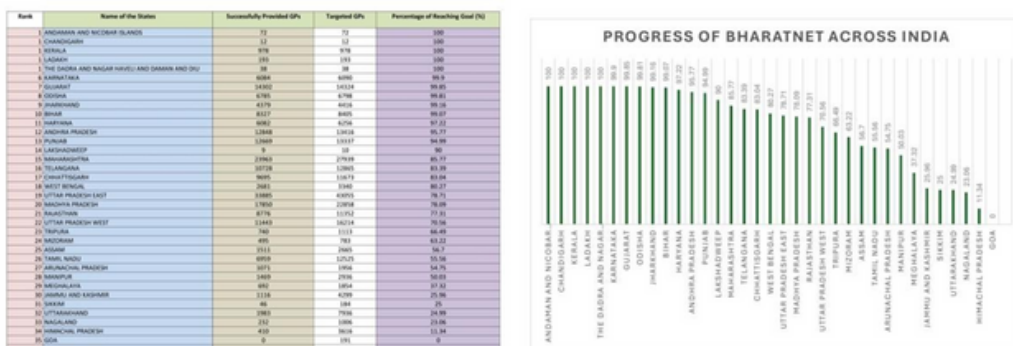 Rank Name of the States Successfully Provided GPs Targeted GPs Percentage of Reaching Goal (%)
1 ANDAMAN AND NICOBAR ISLANDS 72 72 100
1 CHANDIGARH 12 12 100
1 KERALA 978 978 100
1 LADAKH 193 193 100
1 THE DADRA AND NAGAR HAVELI AND DAMAN AND DIU 38 38 100
6 KARNATAKA 6084 6090 99.9
7 GUJARAT 14302 14324 99.85
8 ODISHA 6785 6798 99.81
9 JHARKHAND 4379 4416 99.16
10 BIHAR 8327 8405 99.07
11 HARYANA 6082 6256 97.22
12 ANDHRA PRADESH 12848 13416 95.77
13 PUNJAB 12669 13337 94.99
14 LAKSHADWEEP 9 10 90
15 MAHARASHTRA 23963 27939 85.77
16 TELANGANA 10728 12865 83.39
17 CHHATTISGARH 9695 11673 83.04
18 WEST BENGAL 2681 3340 80.27
19 UTTAR PRADESH EAST 78.71
20 MADHYA PRADESH 17850 22858 78.09
21 RAJASTHAN 8776 11352 77.31
22 UTTAR PRADESH WEST 11443 16214 70.56
23 TRIPURA 740 1113 66.49
24 MIZORAM 495 783 63.22
25 ASSAM 1511 2665 56.7
26 TAMIL NADU 6959 12525 55.56
27 ARUNACHAL PRADESH 1071 1956 54.75
28 MANIPUR 1469 2936 50.03
29 MEGHALAYA 692 1854 37.32
30 JAMMU AND KASHMIR 1116 4299 25.96
31 SIKKIM 46 184 25
32 UTTARAKHAND 1983 7936 24.99
33 NAGALAND 232 1006 23.06
34 HIMACHAL PRADESH 410 3616 11.34
35 GOA 0 191 0
PROGRESS OF BHARATNET ACROSS INDIA
100 100 100 100 100 99.9 99.85 99.81 99.16 99.07 97.22 95.77 94.99 90 85.77 83.39 83.04 80.27 78.71 78.09 77.31 70.56 66.49 63.22 56.7 55.56 54.75 50.03 37.32 25.96 25 24.99 23.06 11.34 0
ANDAMAN AND NICOBAR
CHANDIGARH
KERALA
LADAKH
THE DADRA AND NAGAR
KARNATAKA
GUJARAT
ODISHA
JHARKHAND
BIHAR
HARYANA
ANDHRA PRADESH
PUNJAB
LAKSHADWEEP
MAHARASHTRA
TELANGANA
CHHATTISGARH
WEST BENGAL
UTTAR PRADESH EAST
MADHYA PRADESH
RAJASTHAN
UTTAR PRADESH WEST
TRIPURA
MIZORAM
ASSAM
TAMIL NADU
ARUNACHAL PRADESH
MANIPUR
MEGHALAYA
JAMMU AND KASHMIR
SIKKIM
UTTARAKHAND
NAGALAND
HIMACHAL PRADESH
GOA